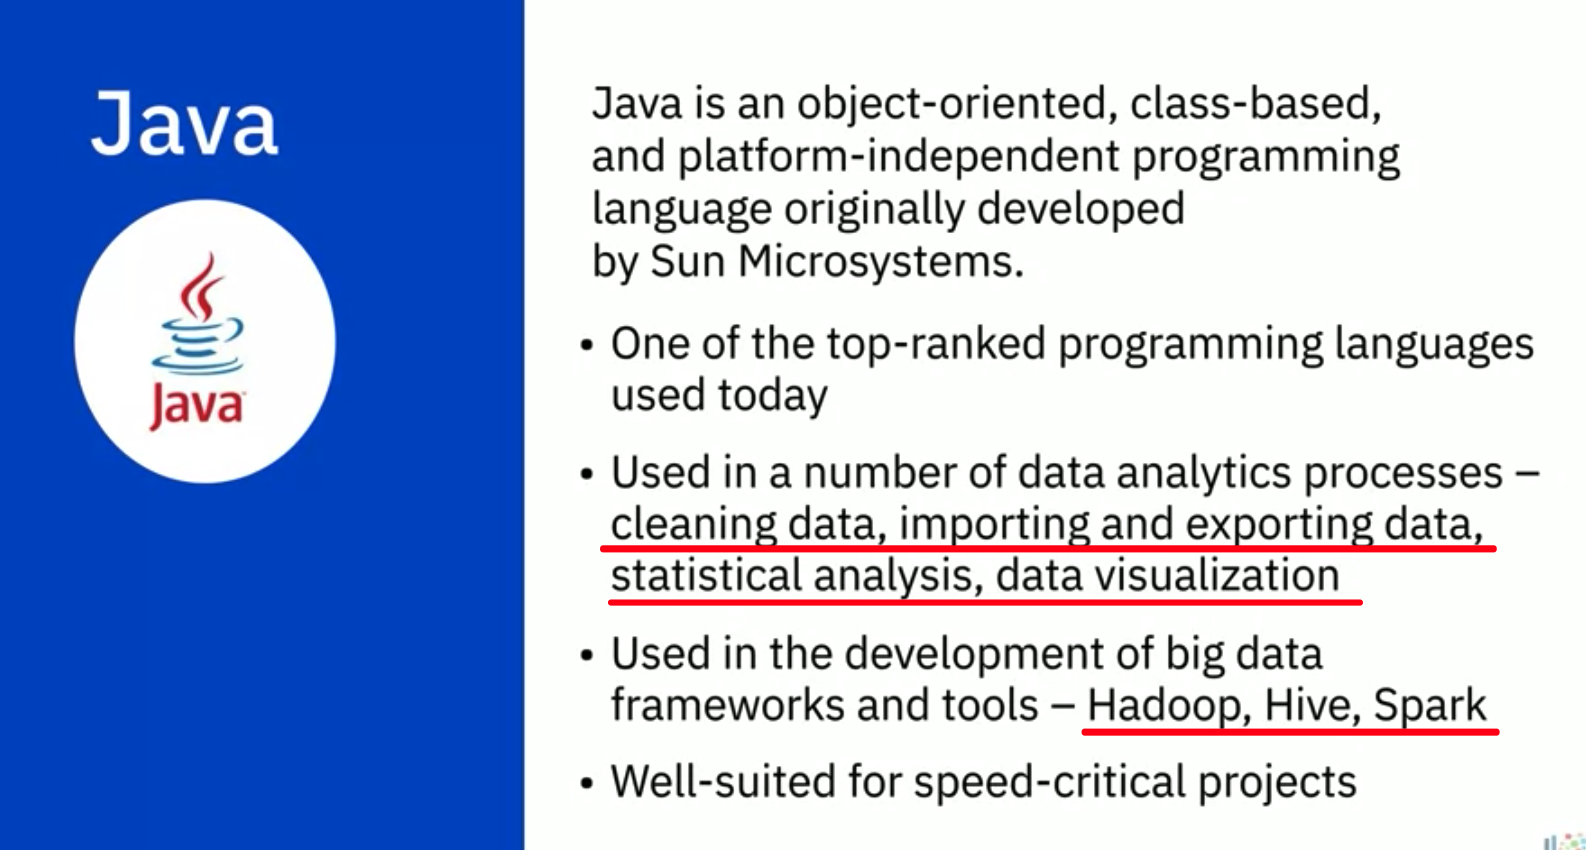 Java
Java
Java is an object-oriented, class-based,
and platform-independent programming
language originally developed
by Sun Microsystems.
• One of the top-ranked programming languages
used today
• Used in a number of data analytics processes –
cleaning data, importing and exporting data,
statistical analysis, data visualization
• Used in the development of big data
frameworks and tools – Hadoop, Hive, Spark
• Well-suited for speed-critical projects